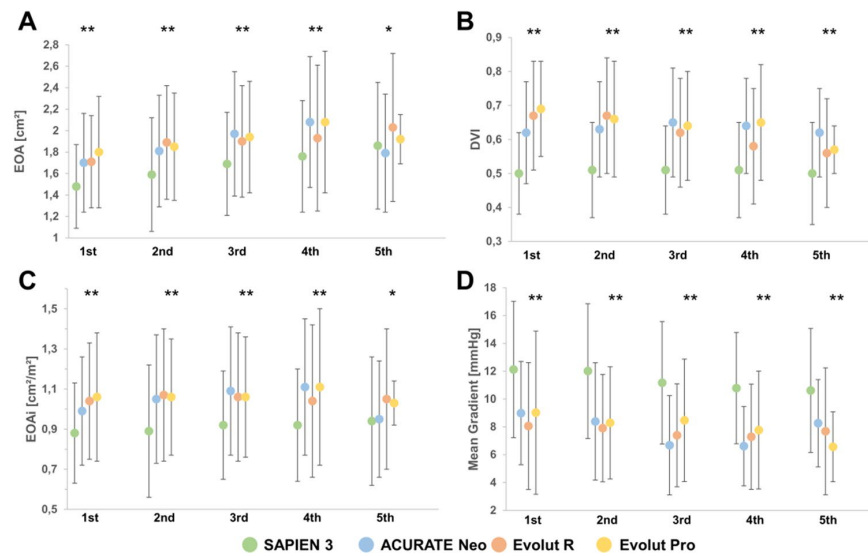 A
** ** ** ** *
EOA [cm²]
2,8
2,6
2,4
2,2
2
1,8
1,6
1,4
1,2
1
1st 2nd 3rd 4th 5th
B
** ** ** ** **
DVI
0,9
0,8
0,7
0,6
0,5
0,4
0,3
1st 2nd 3rd 4th 5th
C
** ** ** ** *
EOAi [cm²/m²]
1,5
1,3
1,1
0,9
0,7
0,5
1st 2nd 3rd 4th 5th
D
** ** ** ** **
Mean Gradient [mmHg]
18
16
14
12
10
8
6
4
2
0
1st 2nd 3rd 4th 5th
SAPIEN 3 ACURATE Neo Evolut R Evolut Pro